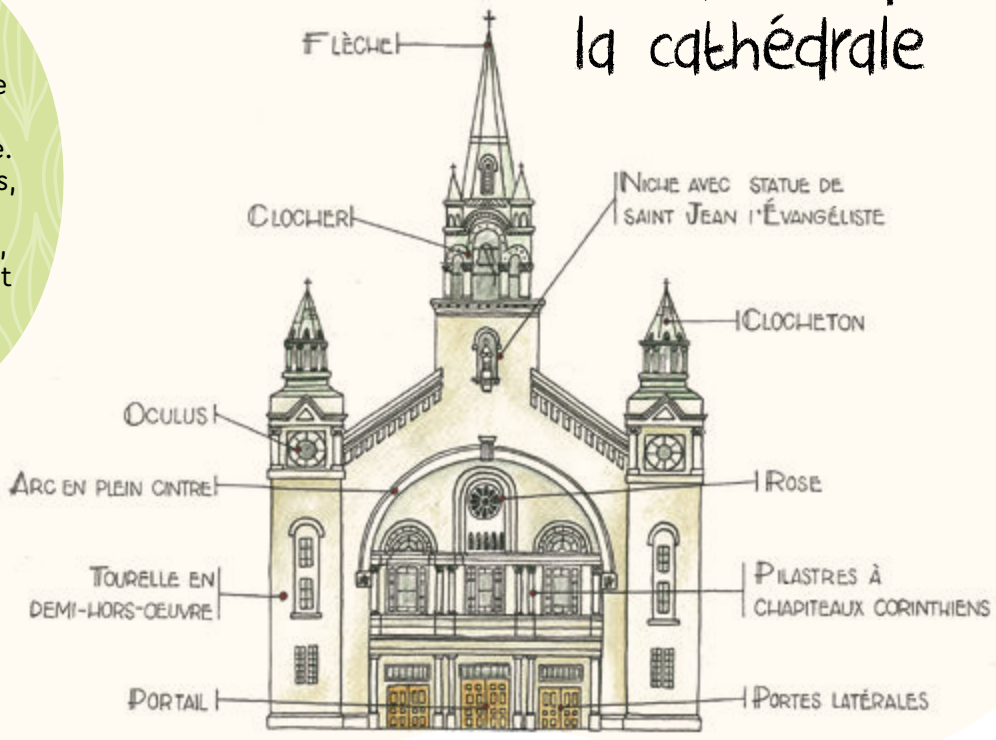 la cathédrale
e
e.
s,
,
t
FLÈCHE
NICHE AVEC STATUE DE
SAINT JEAN l'ÉVANGÉLISTE
CLOCHER
CLOCHETON
OCULUS
ARC EN PLEIN CINTRE
ROSE
TOURELLE EN
DEMI-HORS-OEUVRE
PILASTRES À
CHAPITEAUX CORINTHIENS
PORTAIL
PORTES LATÉRALES